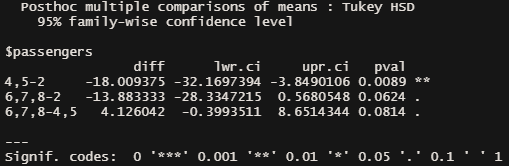 Posthoc multiple comparisons of means : Tukey HSD
95% family-wise confidence level
$passengers
diff lwr.ci upr.ci pval
4,5-2 -18.009375 -32.1697394 -3.8490106 0.0089 **
6,7,8-2 -13.883333 -28.3347215 0.5680548 0.0624 .
6,7,8-4,5 4.126042 -0.3993511 8.6514344 0.0814 .
---
Signif. codes: 0 '***' 0.001 '**' 0.01 '*' 0.05 '.' 0.1 ' ' 1